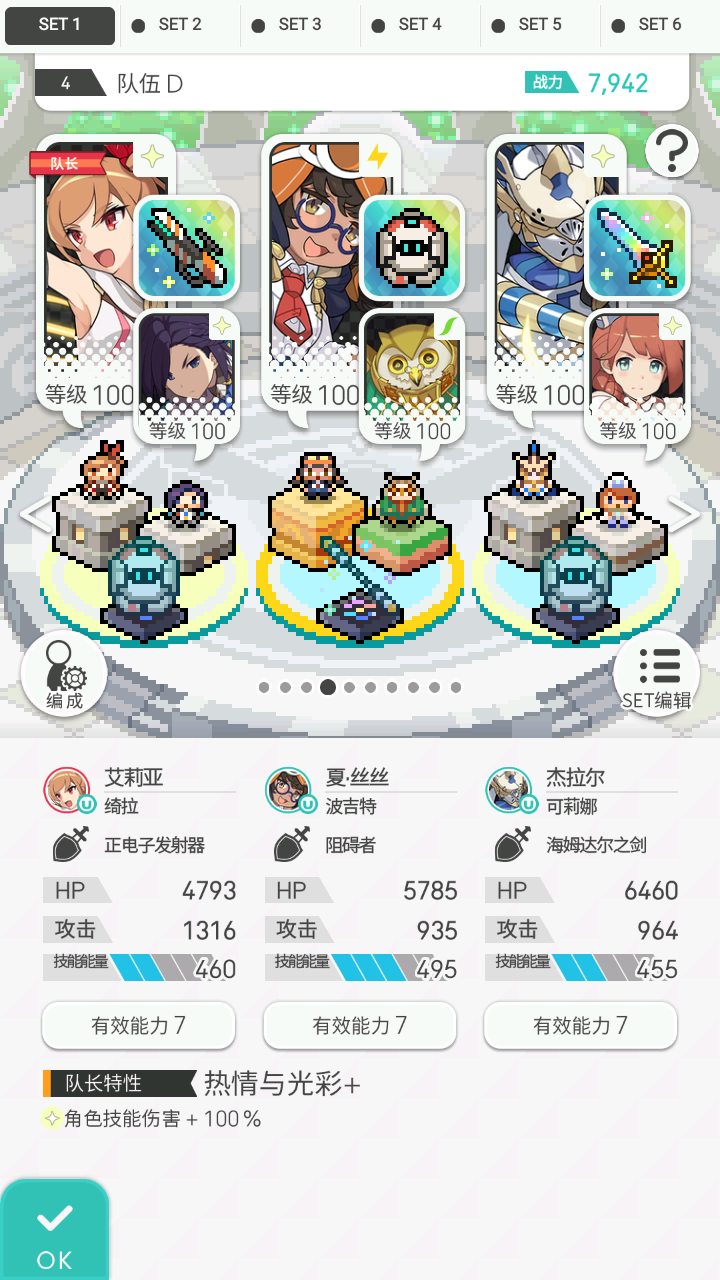 SET 1
SET 2
SET 3
SET 4
SET 5
SET 6
4
队伍 D
战力
7,942
?
队长
等级 100
等级 100
等级 100
等级 100
等级 100
等级 100
编成
SET编辑
艾莉亚
绮拉
正电子发射器
HP 4793
攻击 1316
技能能量 460
有效能力 7
夏·丝丝
波吉特
阻碍者
HP 5785
攻击 935
技能能量 495
有效能力 7
杰拉尔
可莉娜
海姆达尔之剑
HP 6460
攻击 964
技能能量 455
有效能力 7
队长特性 热情与光彩+
角色技能伤害 + 100 %
OK